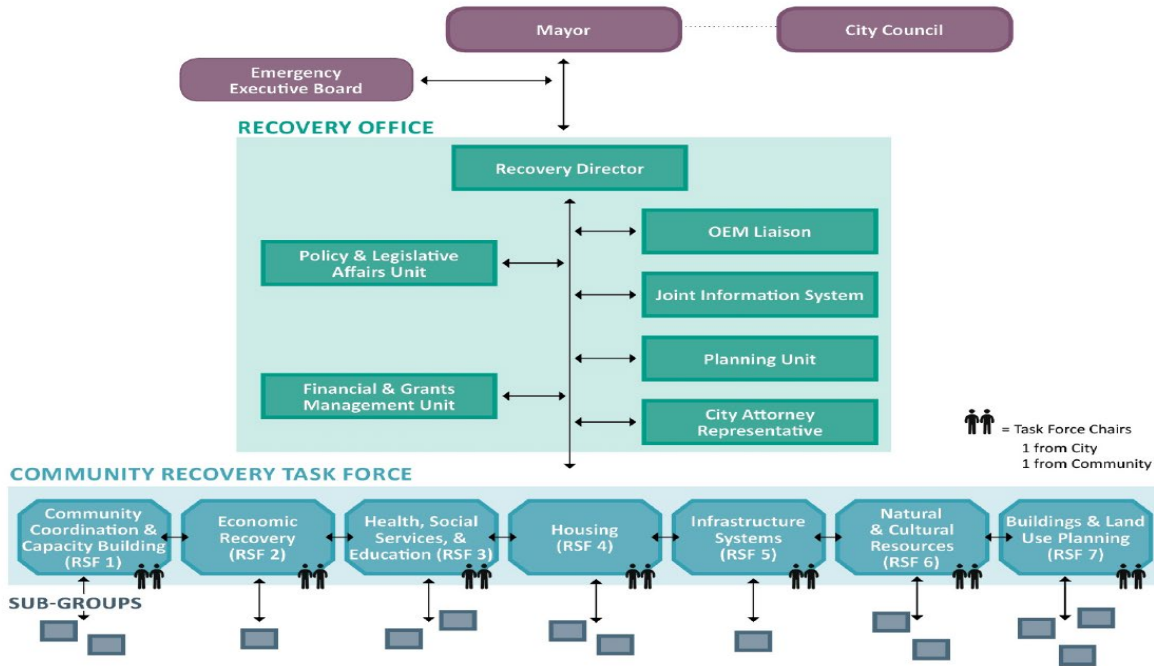 Mayor
City Council
Emergency
Executive Board
RECOVERY OFFICE
Recovery Director
OEM Liaison
Policy & Legislative
Affairs Unit
Joint Information System
Planning Unit
Financial & Grants
Management Unit
City Attorney
Representative
= Task Force Chairs
1 from City
1 from Community
COMMUNITY RECOVERY TASK FORCE
Community
Coordination &
Capacity Building
(RSF 1)
Economic
Recovery
(RSF 2)
Health, Social
Services, &
Education (RSF 3)
Housing
(RSF 4)
Infrastructure
Systems
(RSF 5)
Natural
& Cultural
Resources
(RSF 6)
Buildings & Land
Use Planning
(RSF 7)
SUB-GROUPS